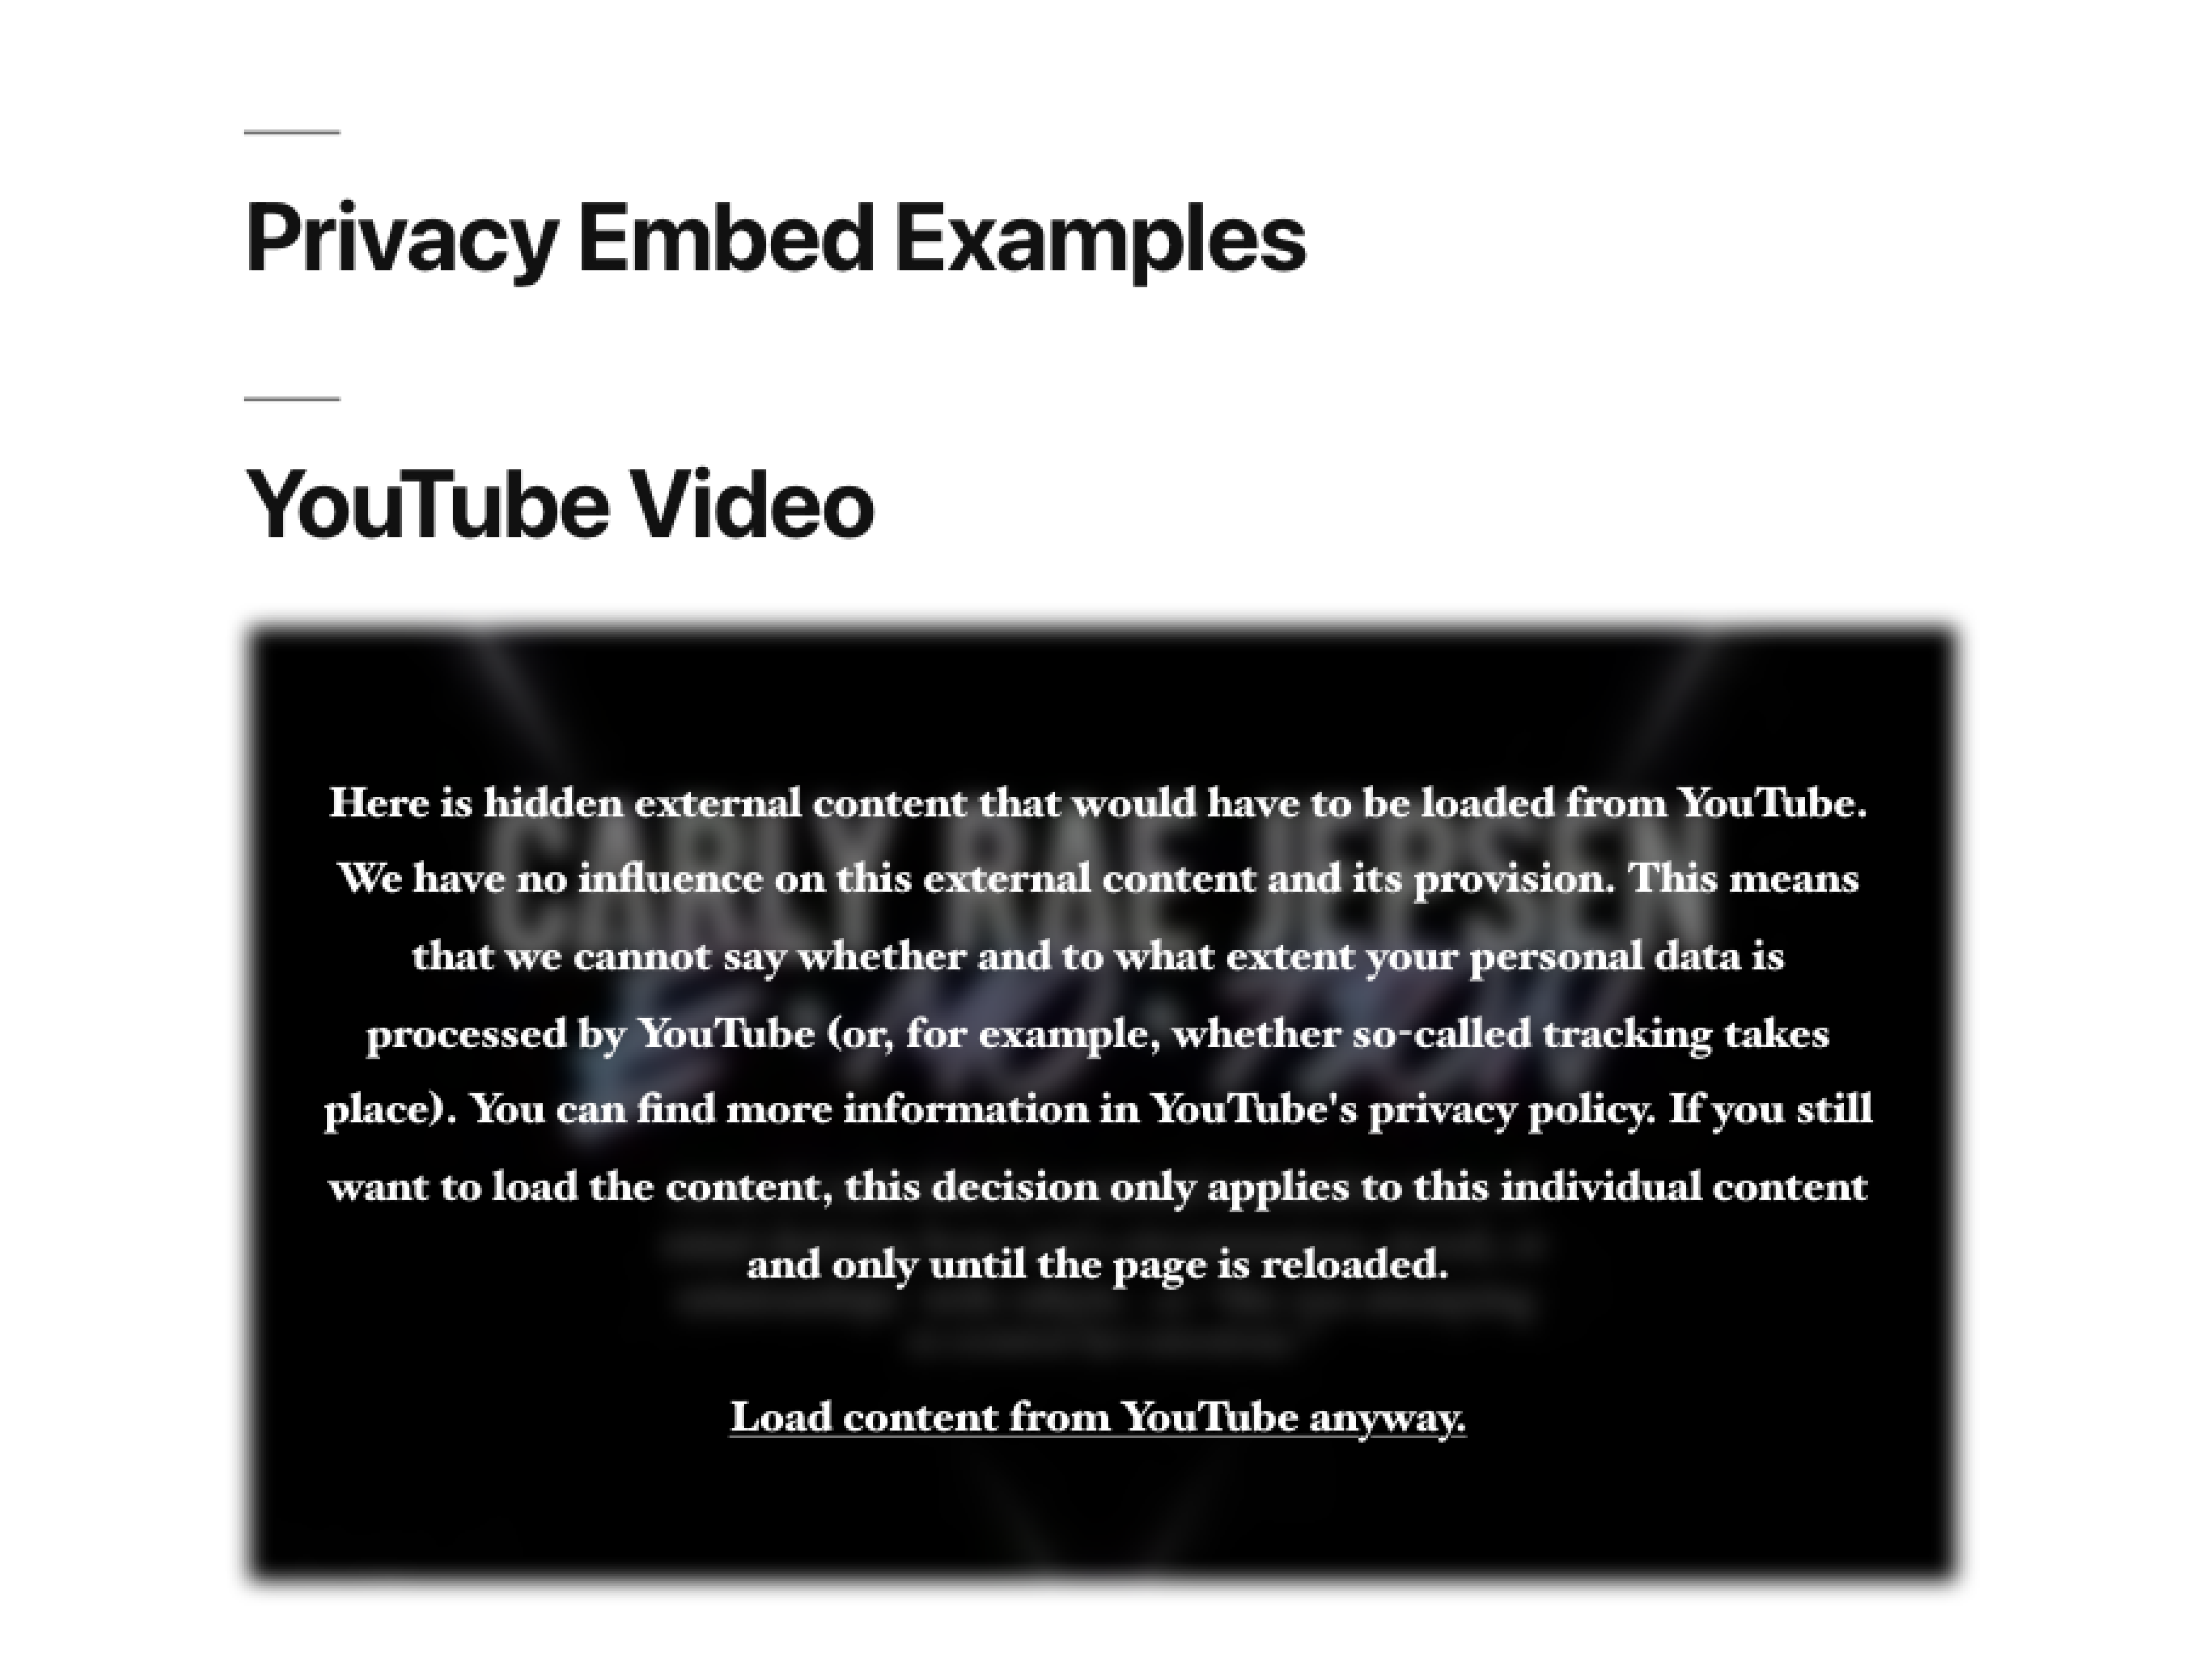 Privacy Embed Examples
YouTube Video
CARLY RAE JEPSEN
Here is hidden external content that would have to be loaded from YouTube.
We have no influence on this external content and its provision. This means
that we cannot say whether and to what extent your personal data is
processed by YouTube (or, for example, whether so-called tracking takes
place). You can find more information in YouTube's privacy policy. If you still
want to load the content, this decision only applies to this individual content
and only until the page is reloaded.
Load content from YouTube anyway.